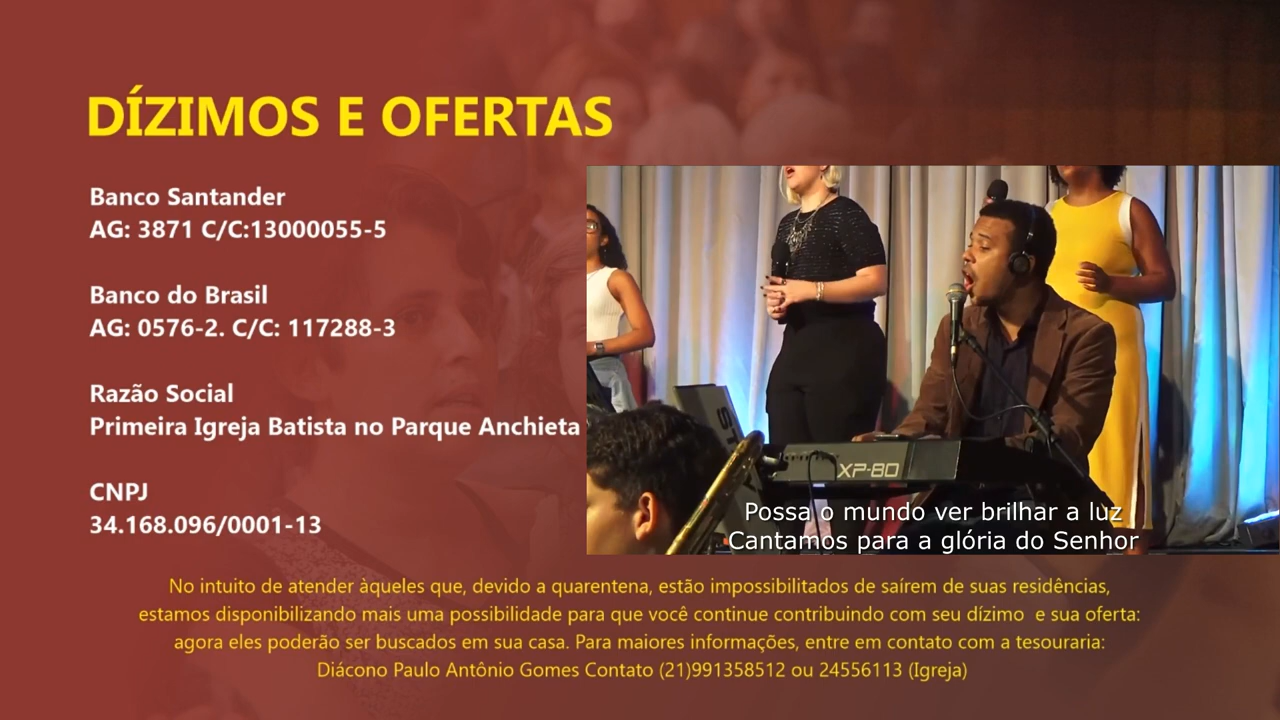 DÍZIMOS E OFERTAS
Banco Santander
AG: 3871 C/C:13000055-5
Banco do Brasil
AG: 0576-2. C/C: 117288-3
Razão Social
Primeira Igreja Batista no Parque Anchieta
CNPJ
34.168.096/0001-13
XP-80
Possa o mundo ver brilhar a luz
Cantamos para a glória do Senhor
No intuito de atender àqueles que, devido a quarentena, estão impossibilitados de saírem de suas residências,
estamos disponibilizando mais uma possibilidade para que você continue contribuindo com seu dízimo e sua oferta:
agora eles poderão ser buscados em sua casa. Para maiores informações, entre em contato com a tesouraria:
Diácono Paulo Antônio Gomes Contato (21)991358512 ou 24556113 (Igreja)